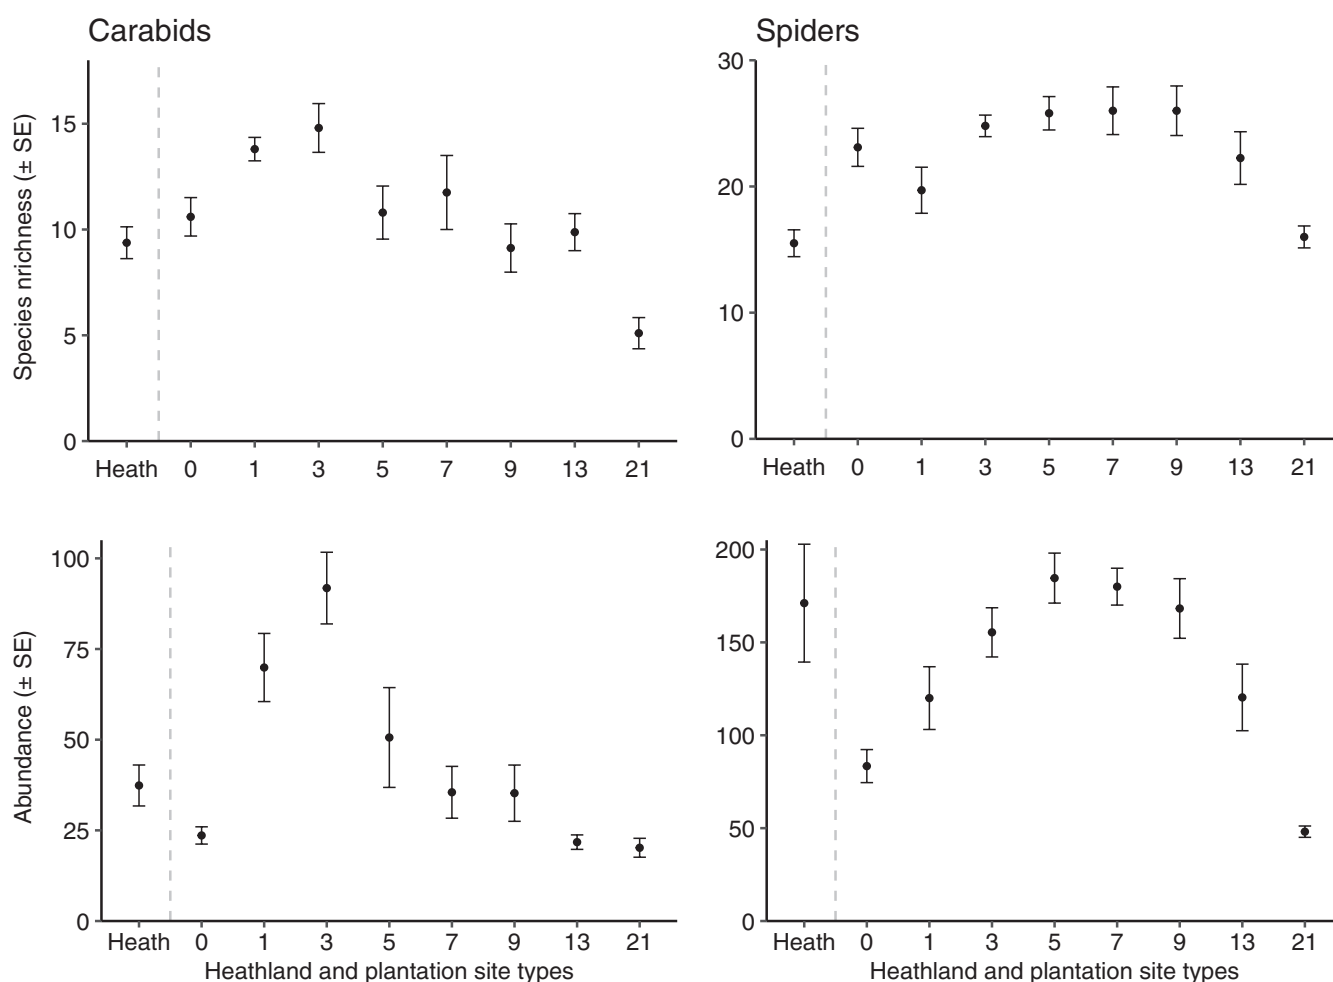 Carabids
Species nrichness (± SE)
15
10
5
0
Heath 0 1 3 5 7 9 13 21
Spiders
30
20
10
0
Heath 0 1 3 5 7 9 13 21
Abundance (± SE)
100
75
50
25
0
Heath 0 1 3 5 7 9 13 21
Heathland and plantation site types
200
150
100
50
0
Heath 0 1 3 5 7 9 13 21
Heathland and plantation site types